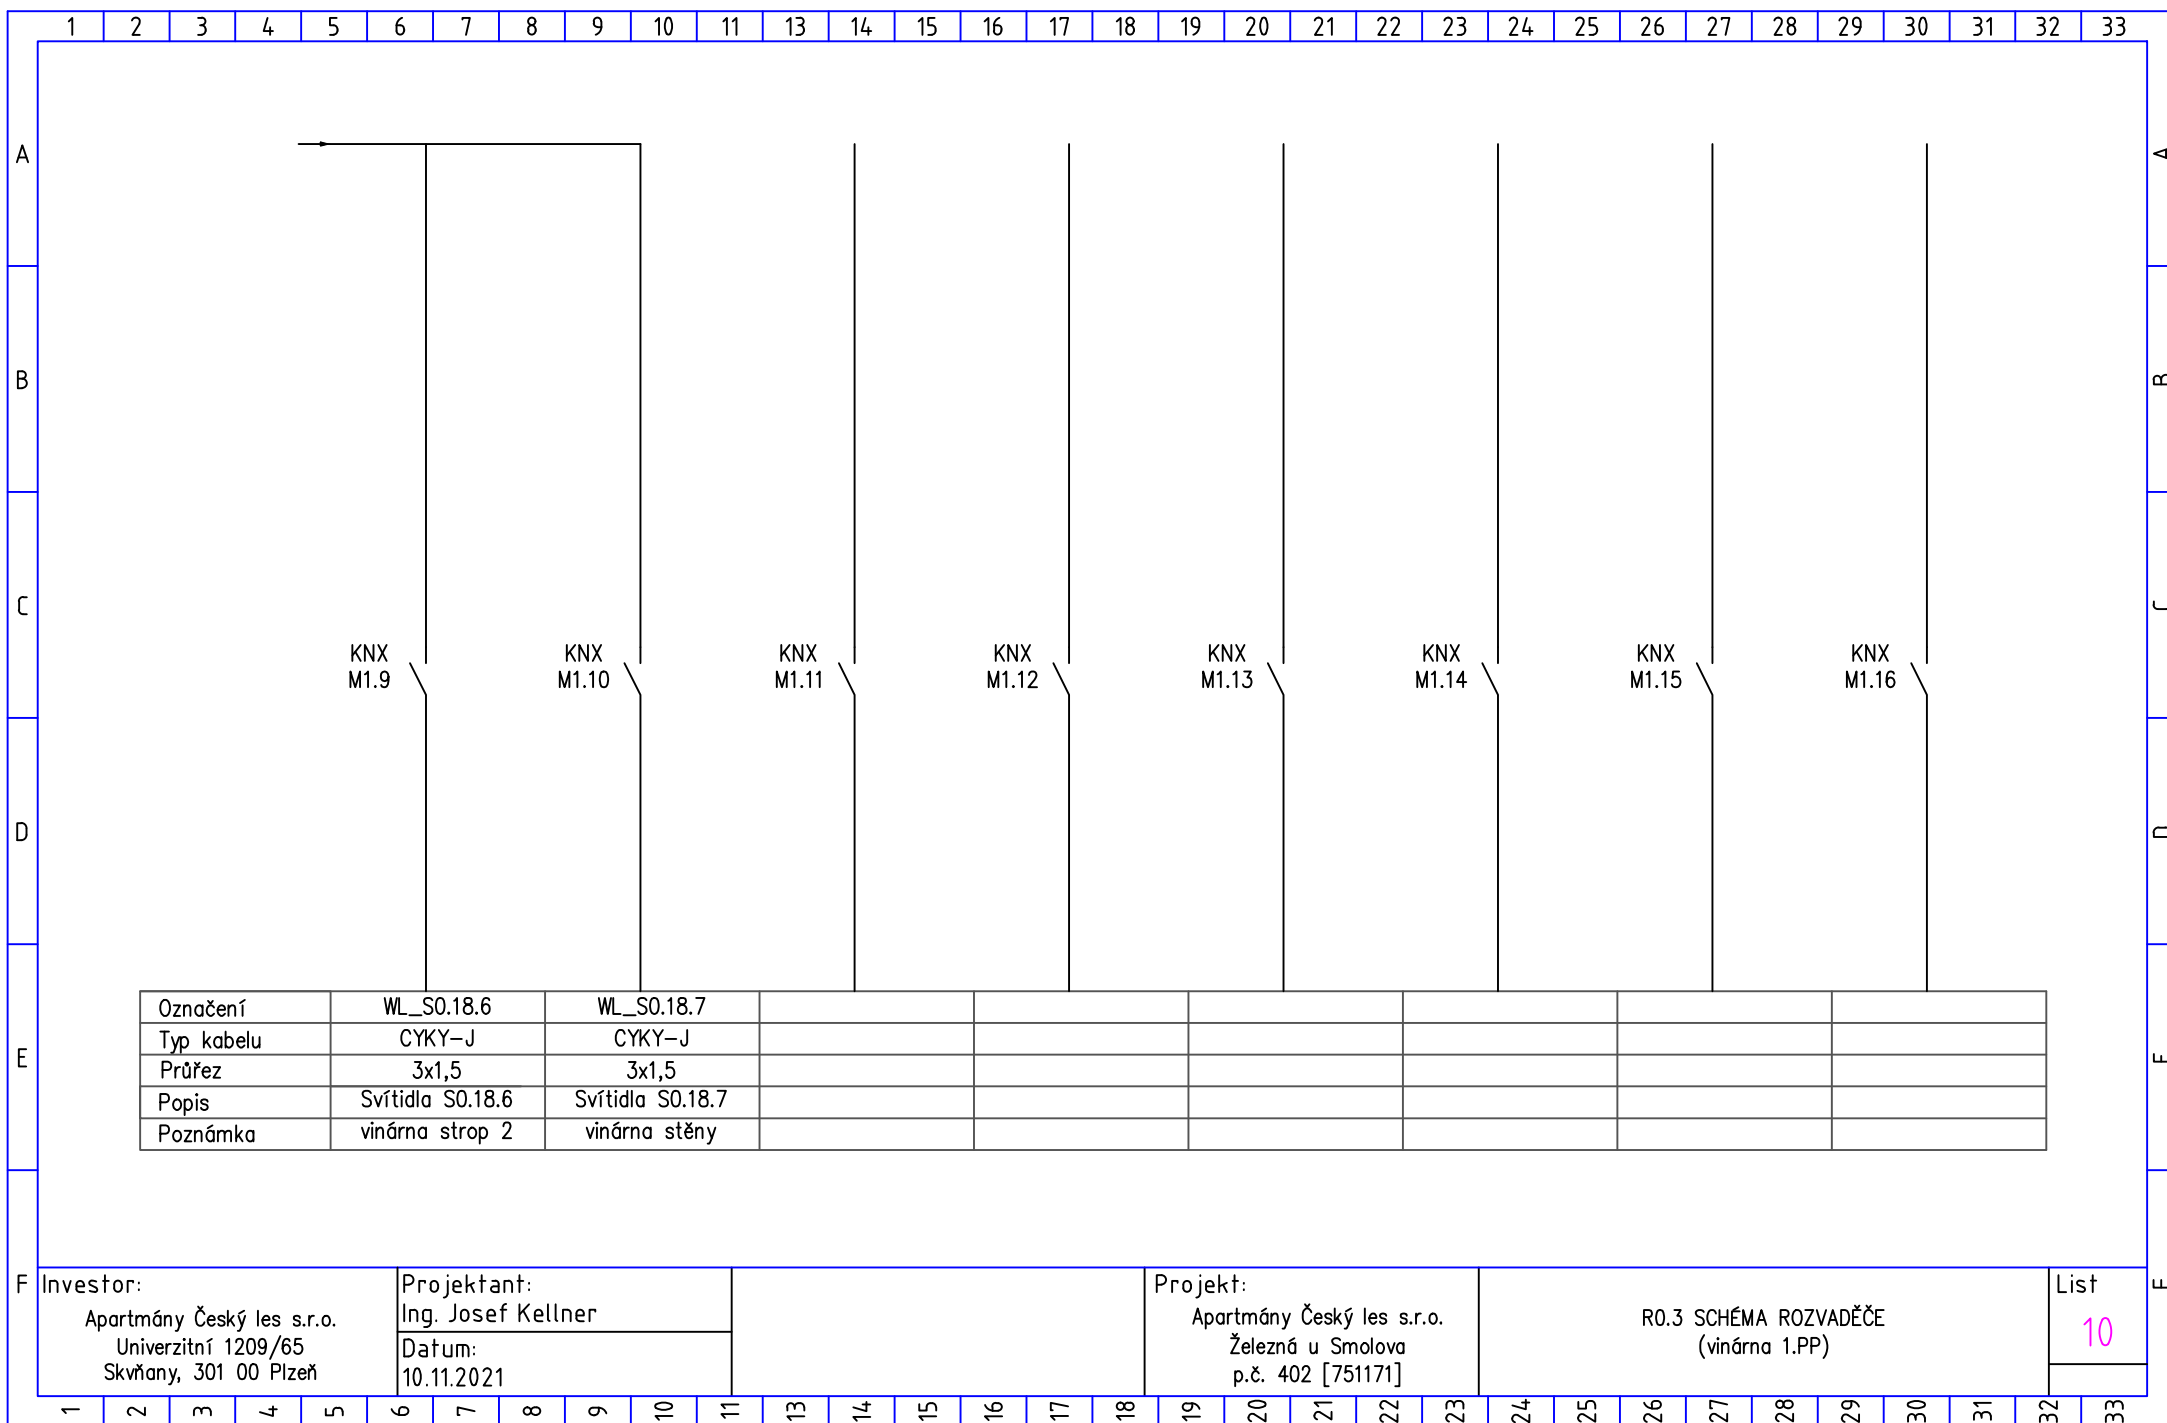 1 2 3 4 5 6 7 8 9 10 11 13 14 15 16 17 18 19 20 21 22 23 24 25 26 27 28 29 30 31 32 33
A A
B B
C C
KNX KNX KNX KNX KNX KNX KNX KNX
M1.9 M1.10 M1.11 M1.12 M1.13 M1.14 M1.15 M1.16
D D
Označení WL_S0.18.6 WL_S0.18.7
Typ kabelu CYKY-J CYKY-J
E E
Průřez 3x1,5 3x1,5
Popis Svítidla S0.18.6 Svítidla S0.18.7
Poznámka vinárna strop 2 vinárna stěny
F F
Investor:
Apartmány Český les s.r.o.
Univerzitní 1209/65
Skvňany, 301 00 Plzeň
Projektant:
Ing. Josef Kellner
Datum:
10.11.2021
Projekt:
Apartmány Český les s.r.o.
Železná u Smolova
p.č. 402 [751171]
R0.3 SCHÉMA ROZVADĚČE
(vinárna 1.PP)
List
10
1 2 3 4 5 6 7 8 9 10 11 13 14 15 16 17 18 19 20 21 22 23 24 25 26 27 28 29 30 31 32 33